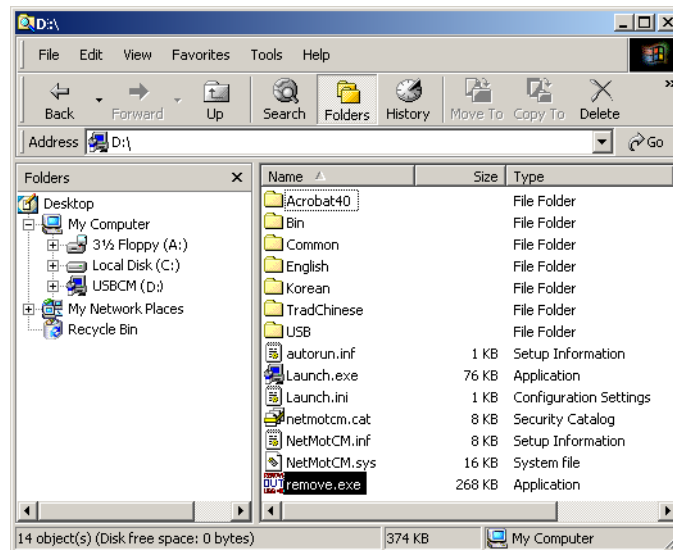 D:\
File Edit View Favorites Tools Help
Back Forward Up Search Folders History Move To Copy To Delete »
Address D:\ Go
Folders
Desktop
My Computer
3½ Floppy (A:)
Local Disk (C:)
USBCM (D:)
My Network Places
Recycle Bin
Name Size Type
Acrobat40 File Folder
Bin File Folder
Common File Folder
English File Folder
Korean File Folder
TradChinese File Folder
USB File Folder
autorun.inf 1 KB Setup Information
Launch.exe 76 KB Application
Launch.ini 1 KB Configuration Settings
netmotcm.cat 8 KB Security Catalog
NetMotCM.inf 8 KB Setup Information
NetMotCM.sys 16 KB System file
remove.exe 268 KB Application
14 object(s) (Disk free space: 0 bytes) 374 KB My Computer